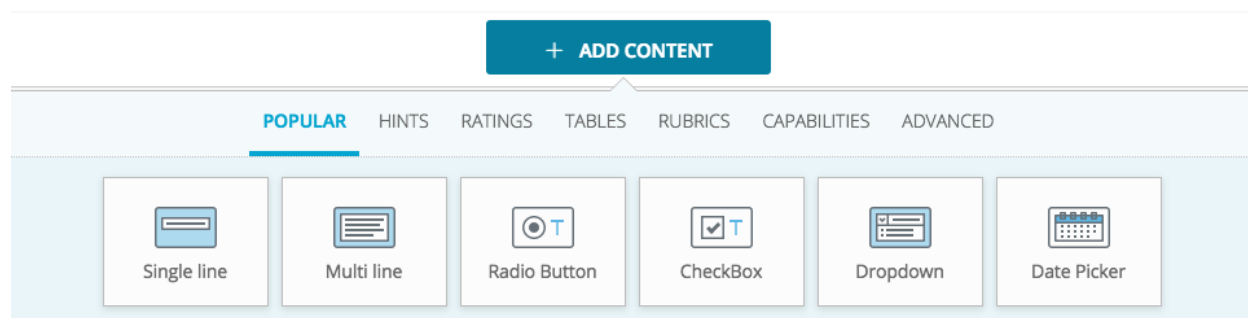 + ADD CONTENT
POPULAR HINTS RATINGS TABLES RUBRICS CAPABILITIES ADVANCED
T T
Single line Multi line Radio Button CheckBox Dropdown Date Picker